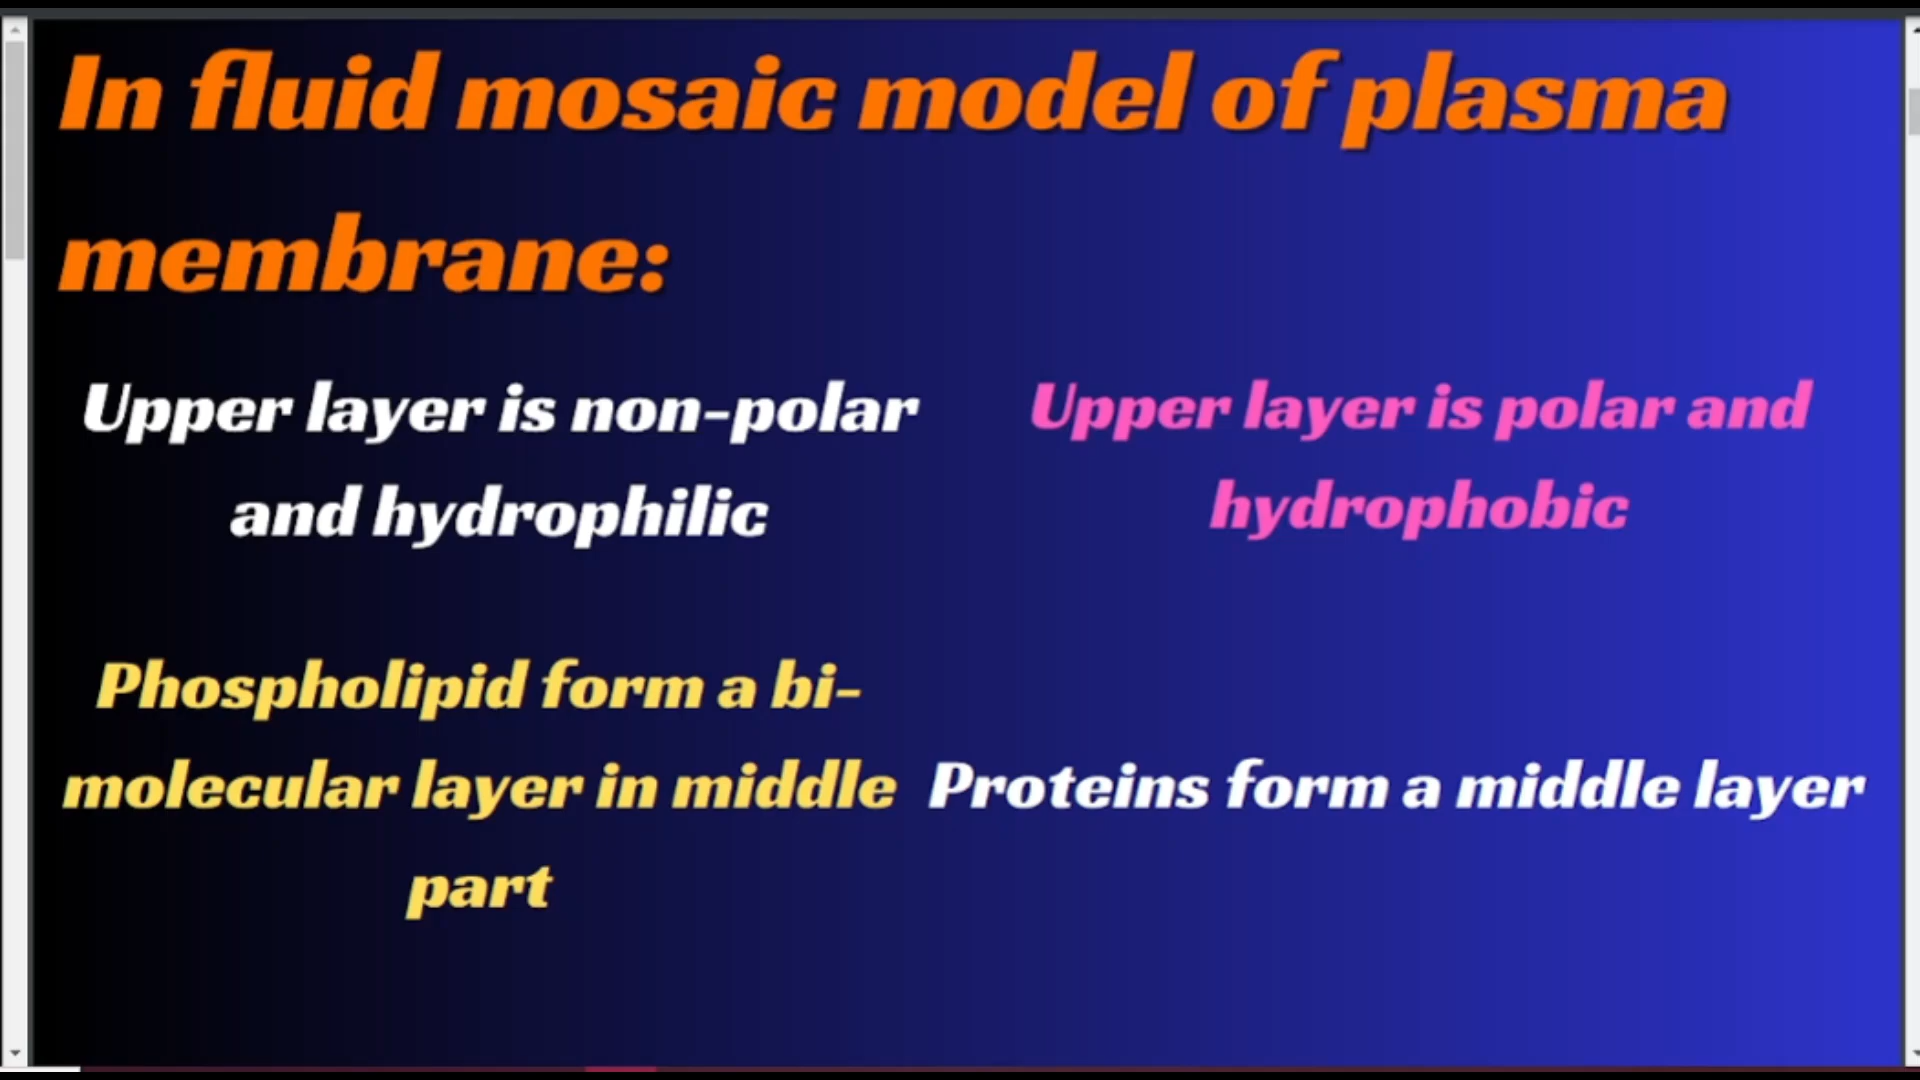 In fluid mosaic model of plasma
membrane:
Upper layer is non-polar
and hydrophilic
Upper layer is polar and
hydrophobic
Phospholipid form a bi-
molecular layer in middle
part
Proteins form a middle layer